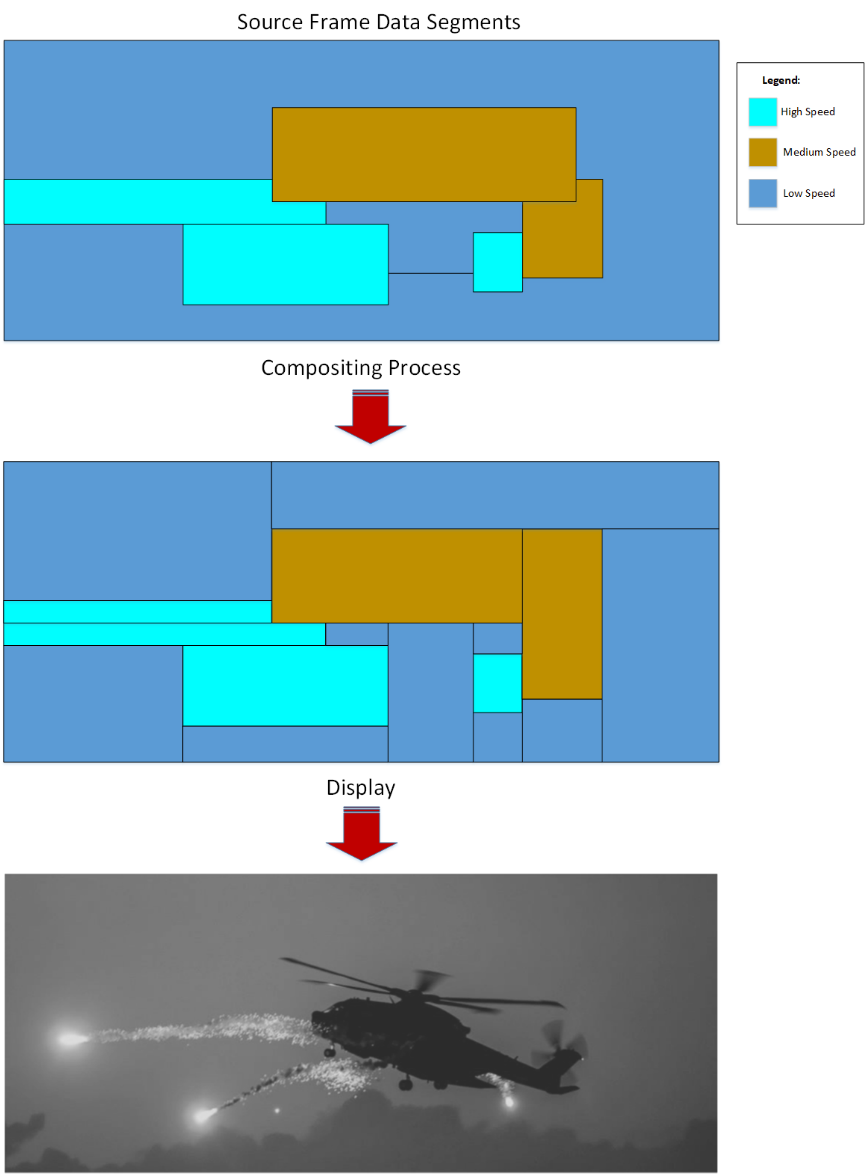 Source Frame Data Segments
Legend:
High Speed
Medium Speed
Low Speed
Compositing Process
Display